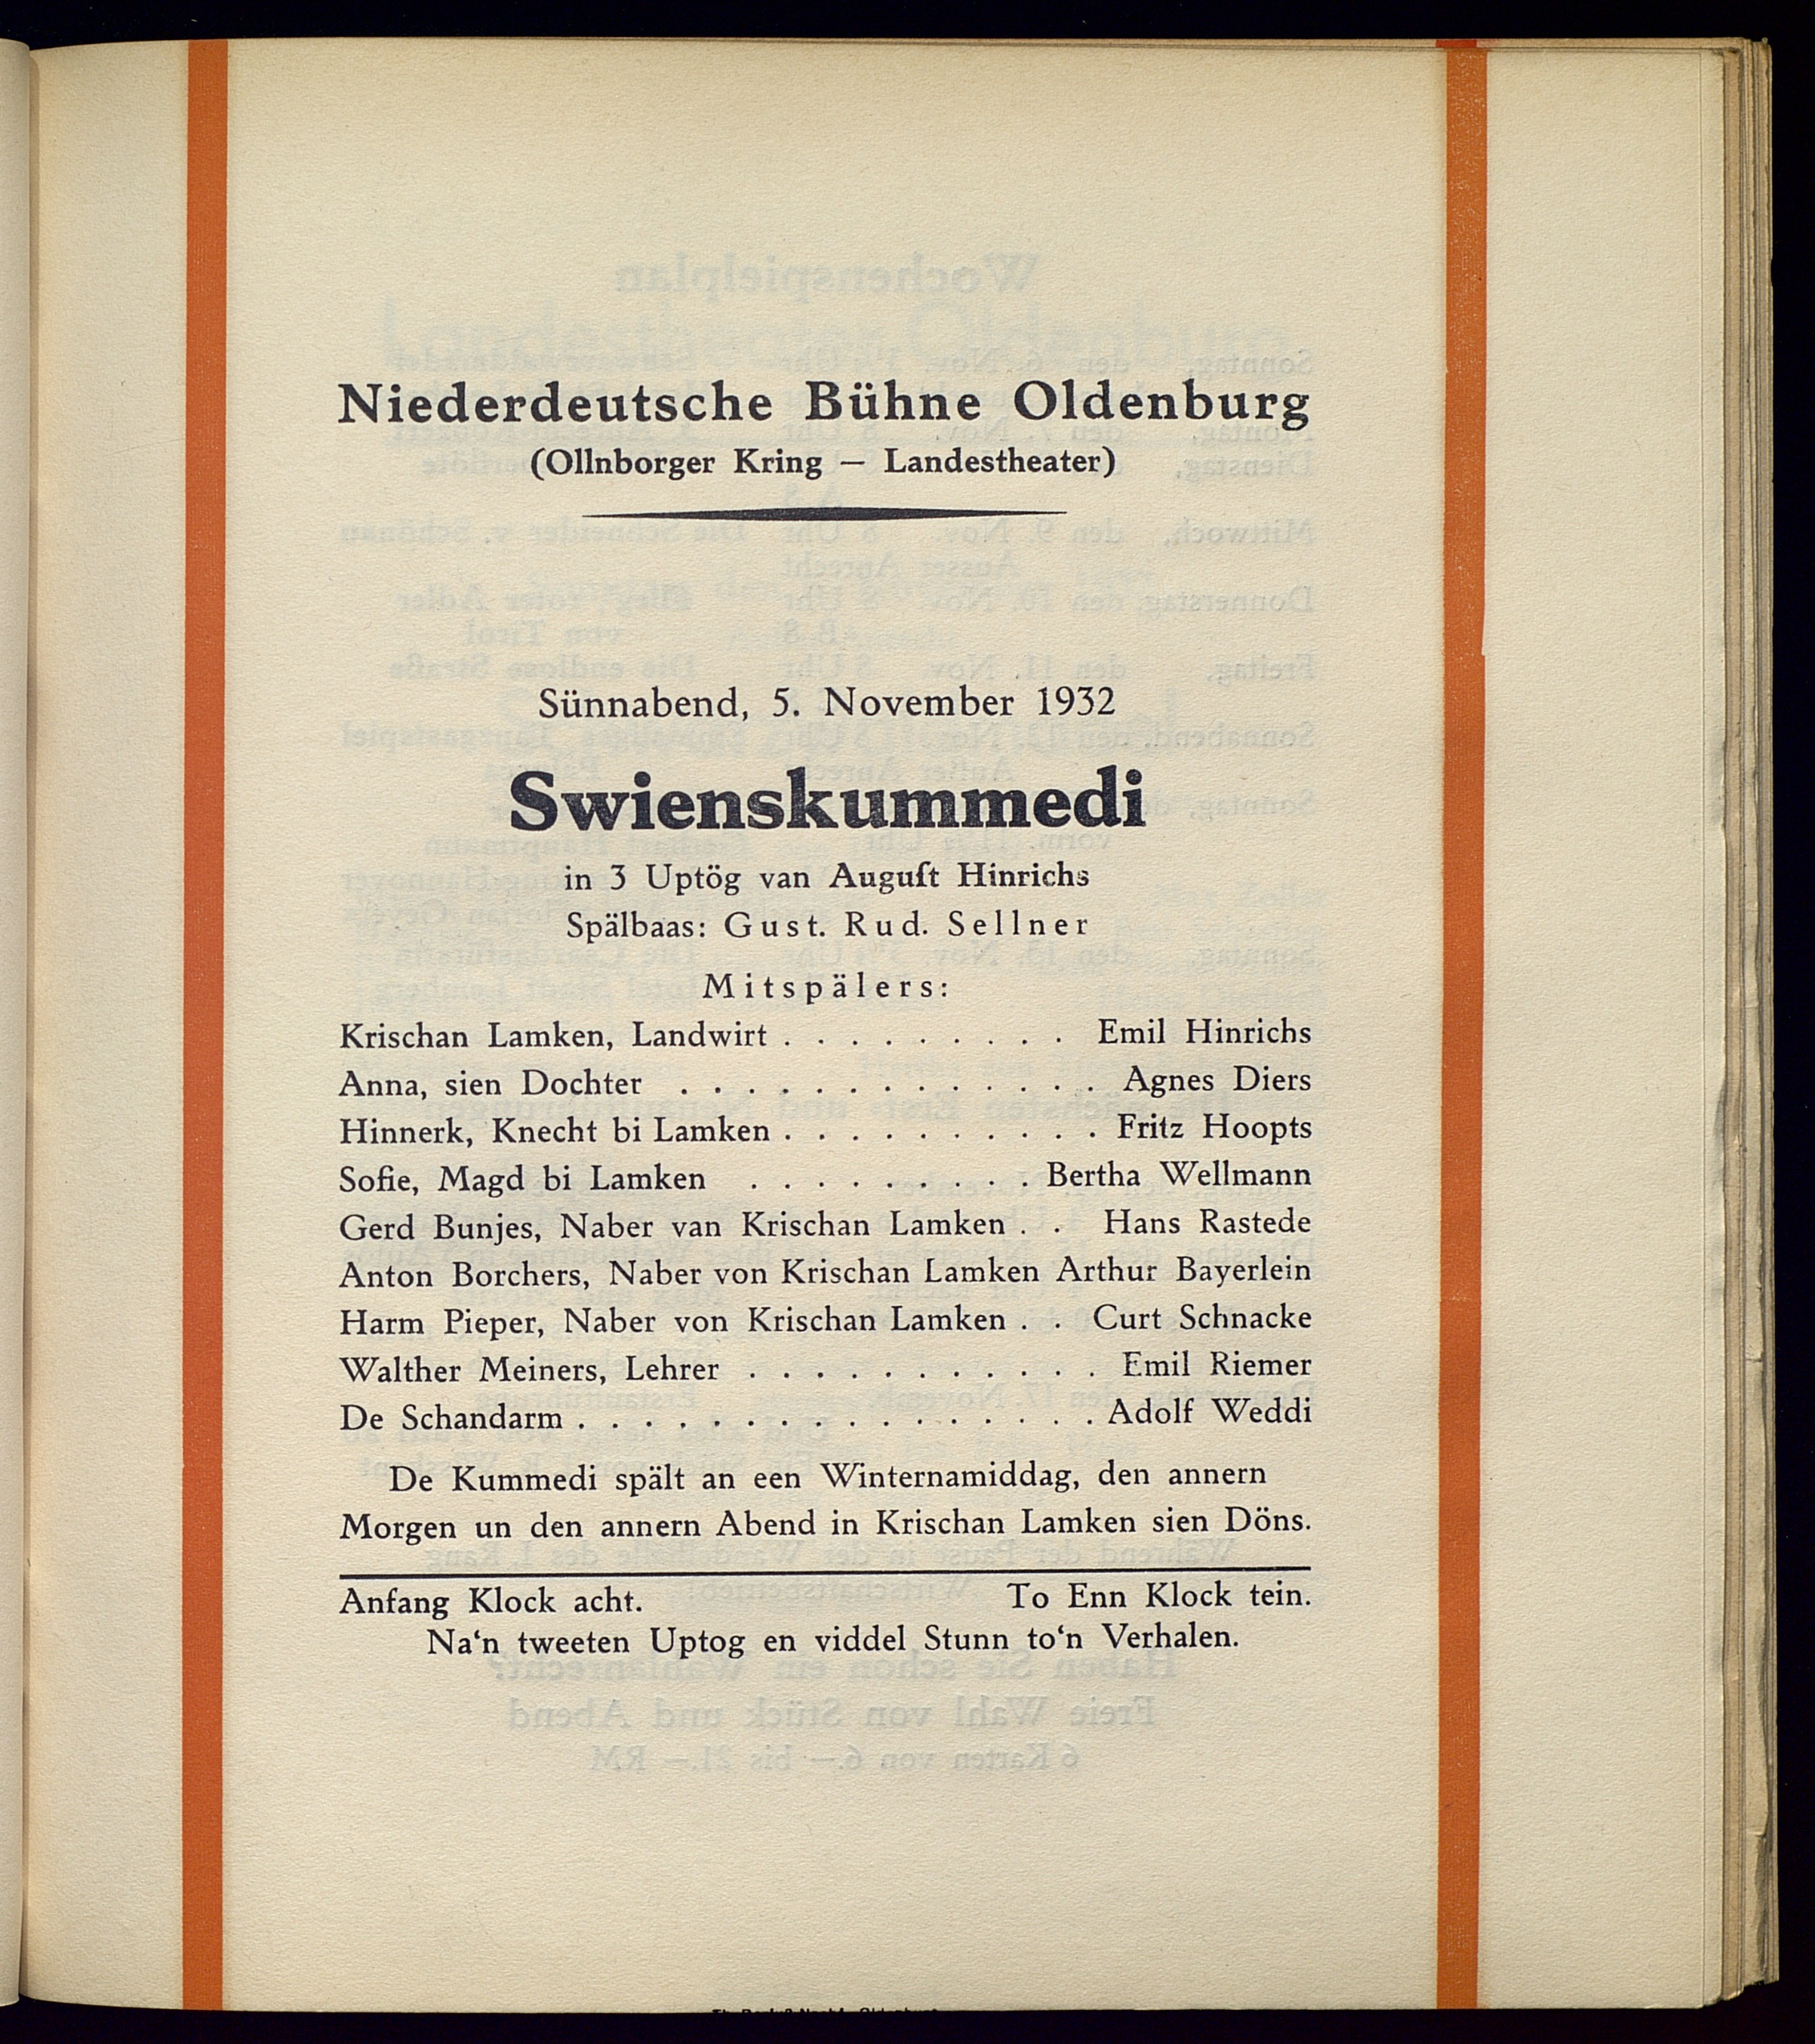 Niederdeutsche Bühne Oldenburg
(Ollnborger Kring — Landestheater)
Sünnabend, 5. November 1932
Swienskummedi
in 3 Uptög van Auguſt Hinrichs
Spälbaas: Gust. Rud. Sellner
Mitspälers:
Krischan Lamken, Landwirt . . . . . . . . . Emil Hinrichs
Anna, sien Dochter . . . . . . . . . . . . . Agnes Diers
Hinnerk, Knecht bi Lamken . . . . . . . . . . Fritz Hoopts
Sofie, Magd bi Lamken . . . . . . . . . Bertha Wellmann
Gerd Bunjes, Naber van Krischan Lamken . . Hans Rastede
Anton Borchers, Naber von Krischan Lamken Arthur Bayerlein
Harm Pieper, Naber von Krischan Lamken . . Curt Schnacke
Walther Meiners, Lehrer . . . . . . . . . . . Emil Riemer
De Schandarm . . . . . . . . . . . . . . . . Adolf Weddi
De Kummedi spält an een Winternamiddag, den annern
Morgen un den annern Abend in Krischan Lamken sien Döns.
Anfang Klock acht. To Enn Klock tein.
Na‘n tweeten Uptog en viddel Stunn to‘n Verhalen.